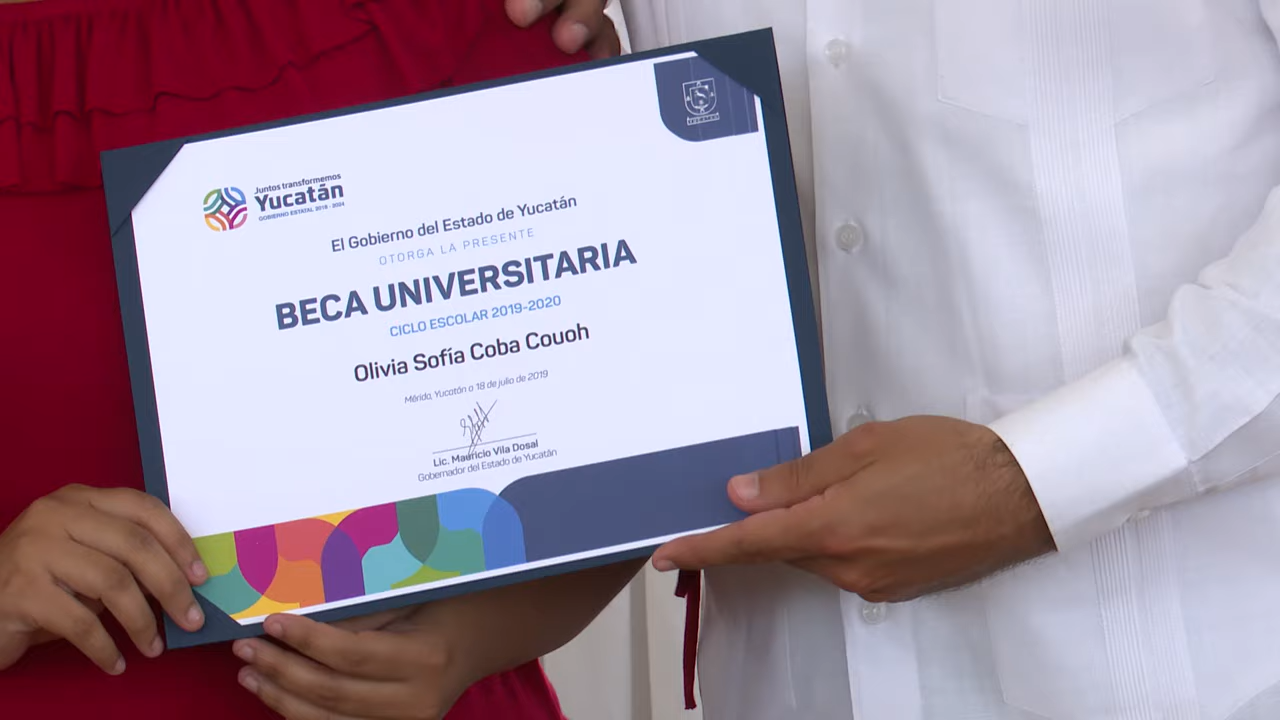 Juntos transformemos
Yucatán
GOBIERNO ESTATAL 2018 - 2024
El Gobierno del Estado de Yucatán
OTORGA LA PRESENTE
BECA UNIVERSITARIA
CICLO ESCOLAR 2019-2020
Olivia Sofía Coba Couoh
Mérida, Yucatán a 18 de julio de 2019
Lic. Mauricio Vila Dosal
Gobernador del Estado de Yucatán